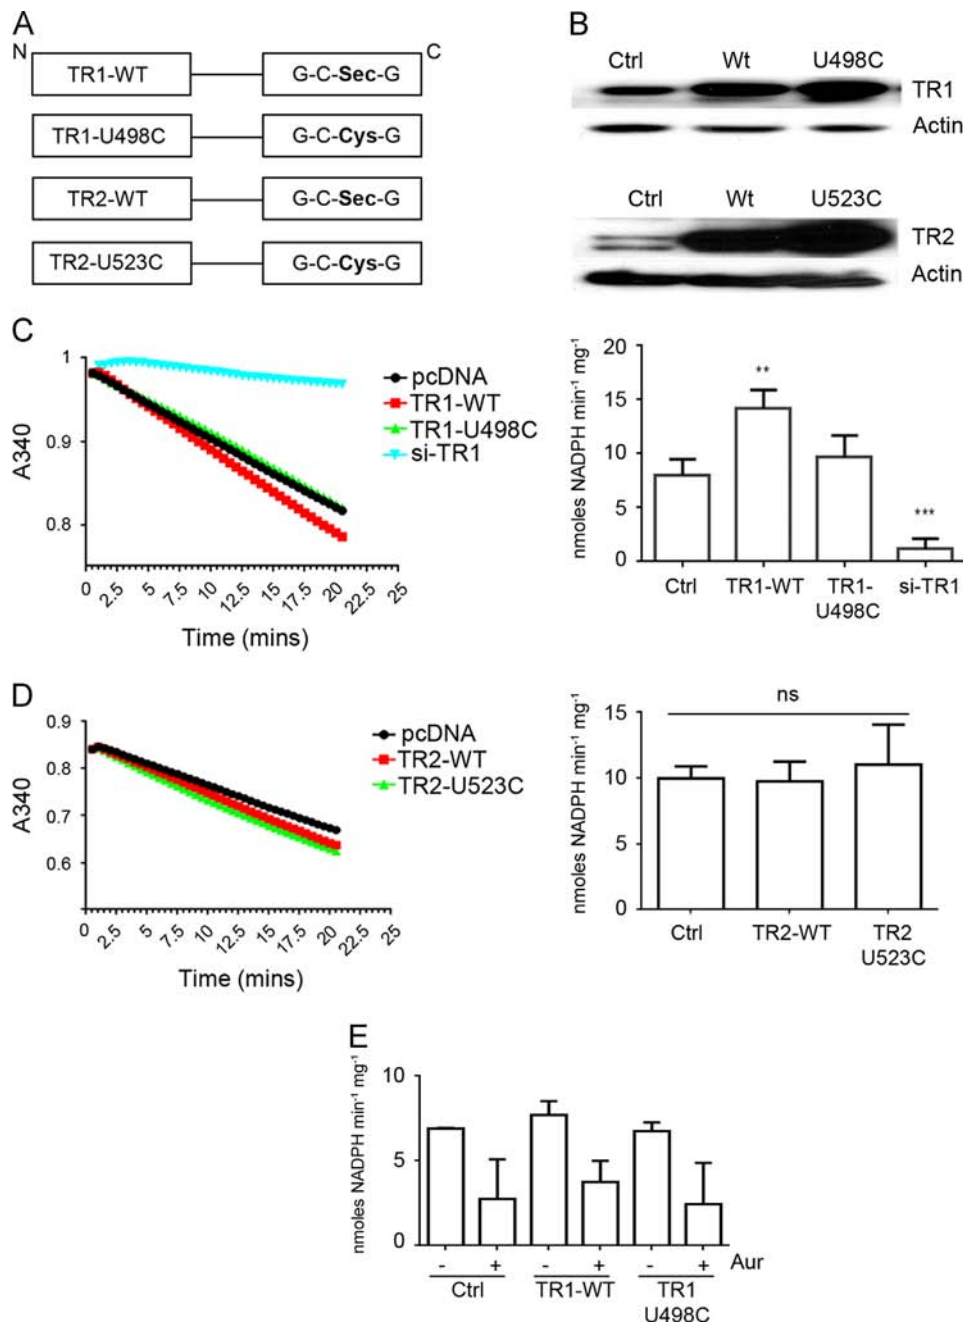 A
N
C
TR1-WT
G-C-Sec-G
TR1-U498C
G-C-Cys-G
TR2-WT
G-C-Sec-G
TR2-U523C
G-C-Cys-G
B
Ctrl Wt U498C
TR1
Actin
Ctrl Wt U523C
TR2
Actin
C
1
0.9
0.8
A340
0 2.5 5 7.5 10 12.5 15 17.5 20 22.5 25
Time (mins)
pcDNA
TR1-WT
TR1-U498C
si-TR1
nmoles NADPH min-1 mg-1
20
15
10
5
0
**
***
Ctrl TR1-WT TR1- si-TR1
U498C
D
0.9
0.8
0.7
0.6
A340
0 2.5 5 7.5 10 12.5 15 17.5 20 22.5 25
Time (mins)
pcDNA
TR2-WT
TR2-U523C
nmoles NADPH min-1 mg-1
15
10
5
0
ns
Ctrl TR2-WT TR2
U523C
E
nmoles NADPH min-1 mg-1
10
5
0
- + - + - + Aur
Ctrl TR1-WT TR1
U498C